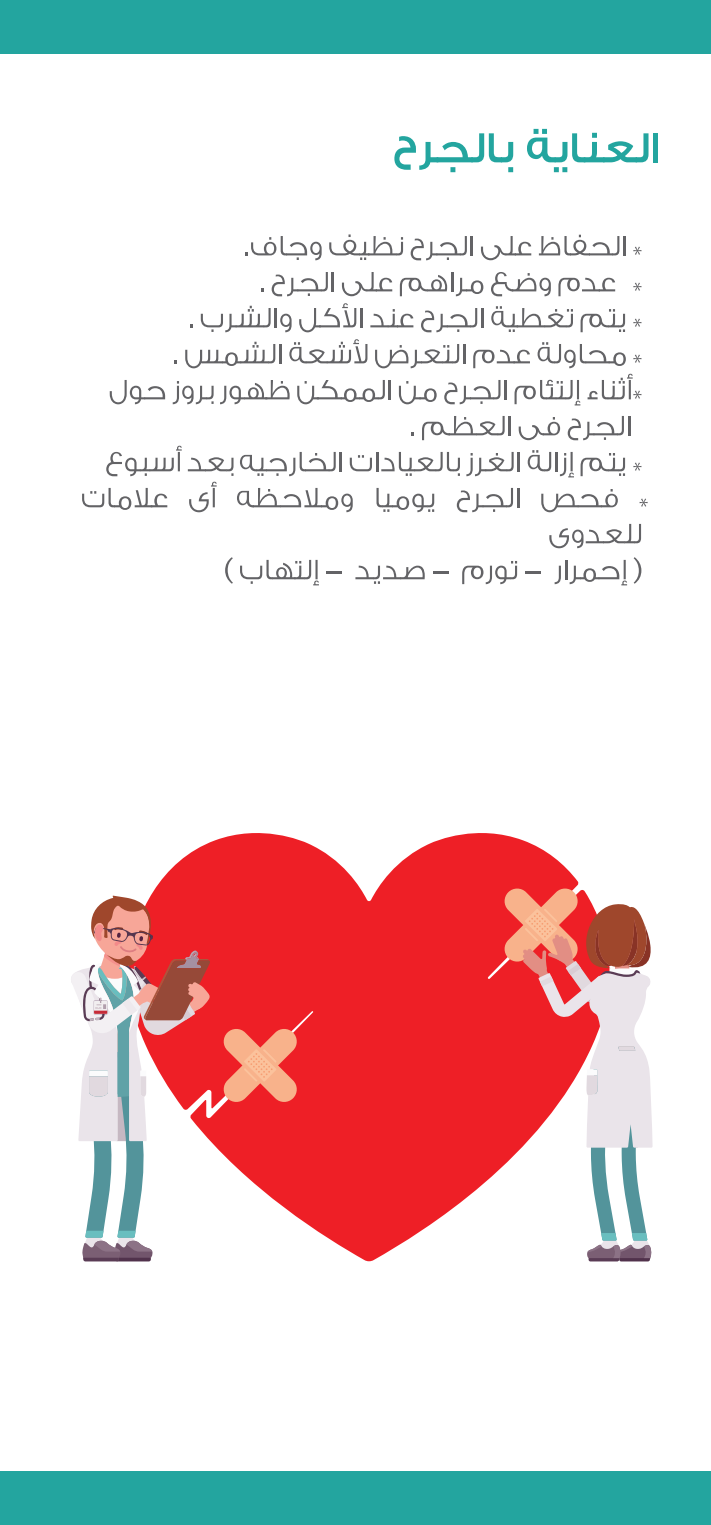 العناية بالجرح
* الحفاظ على الجرح نظيف وجاف.
* عدم وضع مراهم على الجرح .
* يتم تغطية الجرح عند الأكل والشرب .
* محاولة عدم التعرض لأشعة الشمس .
*أثناء إلتئام الجرح من الممكن ظهور بروز حول
الجرح فى العظم .
* يتم إزالة الغرز بالعيادات الخارجيه بعد أسبوع
* فحص الجرح يوميا وملاحظه أى علامات
للعدوى
( إحمرار – تورم – صديد – إلتهاب )